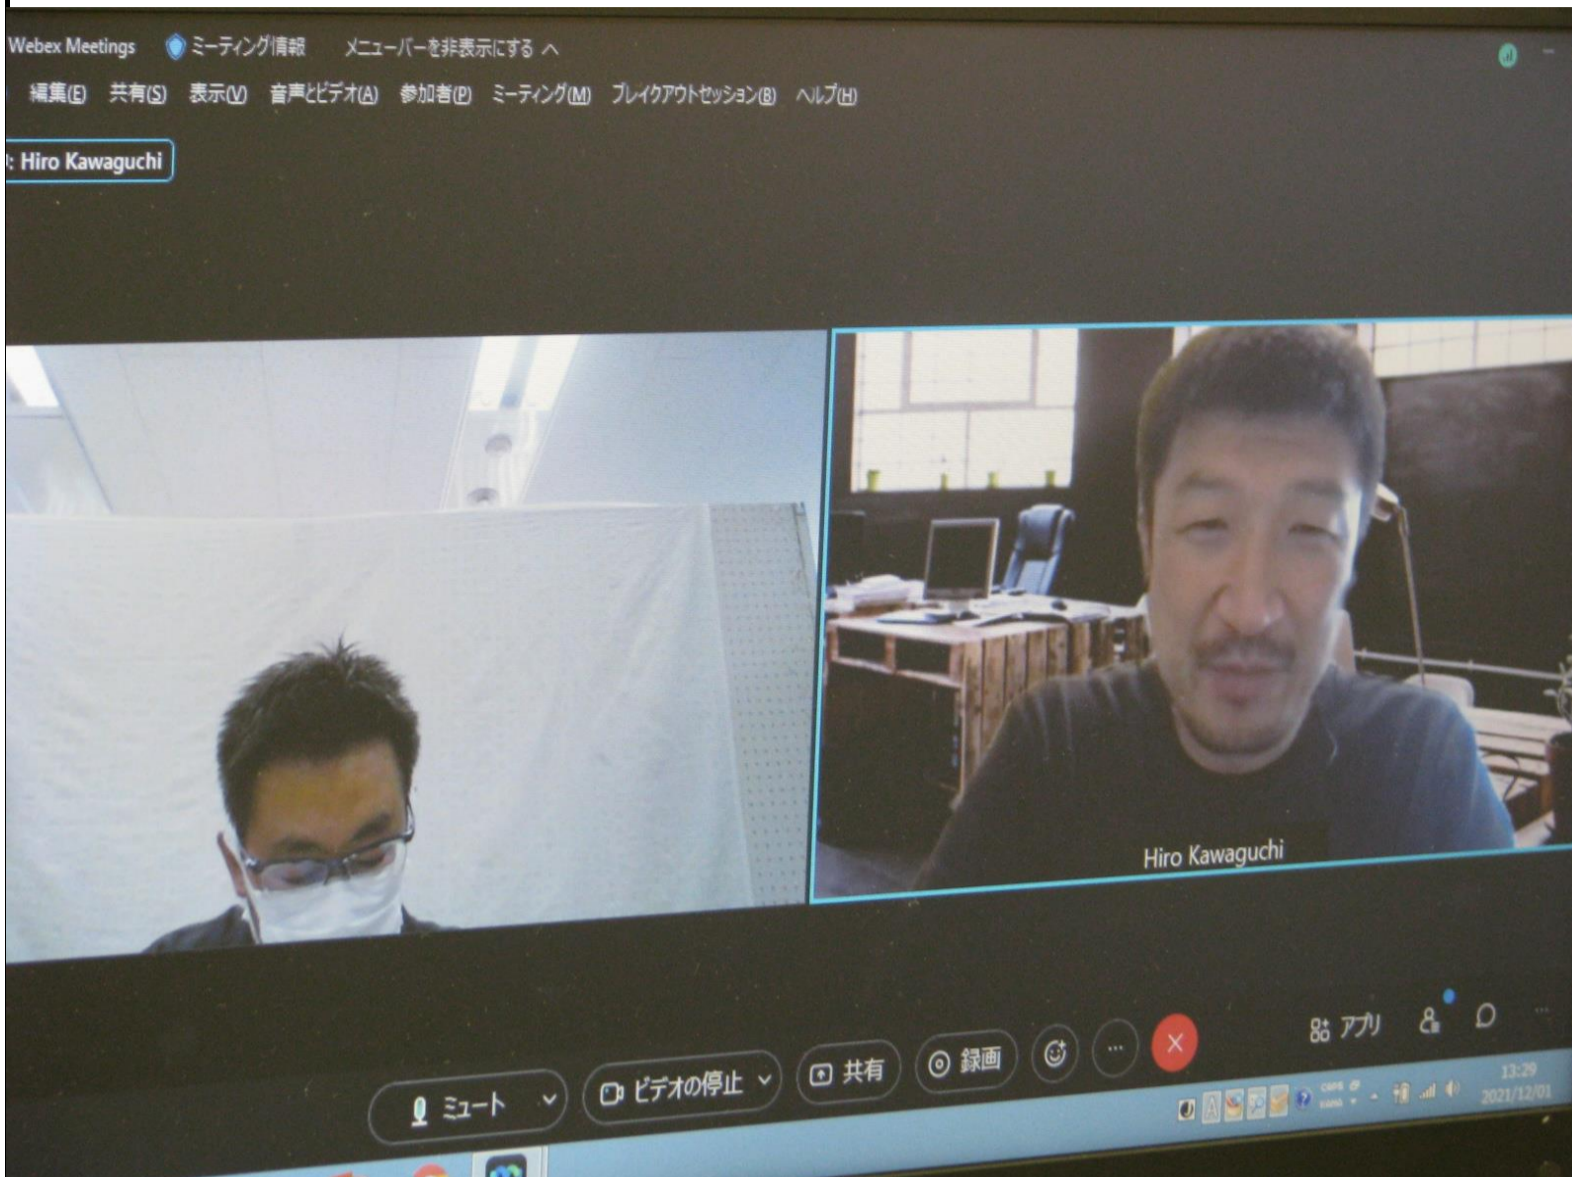 Webex Meetings ミーティング情報 メニューバーを非表示にする へ
編集(E) 共有(S) 表示(V) 音声とビデオ(A) 参加者(P) ミーティング(M) ブレイクアウトセッション(B) ヘルプ(H)
: Hiro Kawaguchi
Hiro Kawaguchi
ミュート ビデオの停止 共有 録画 アプリ
13:29
2021/12/01